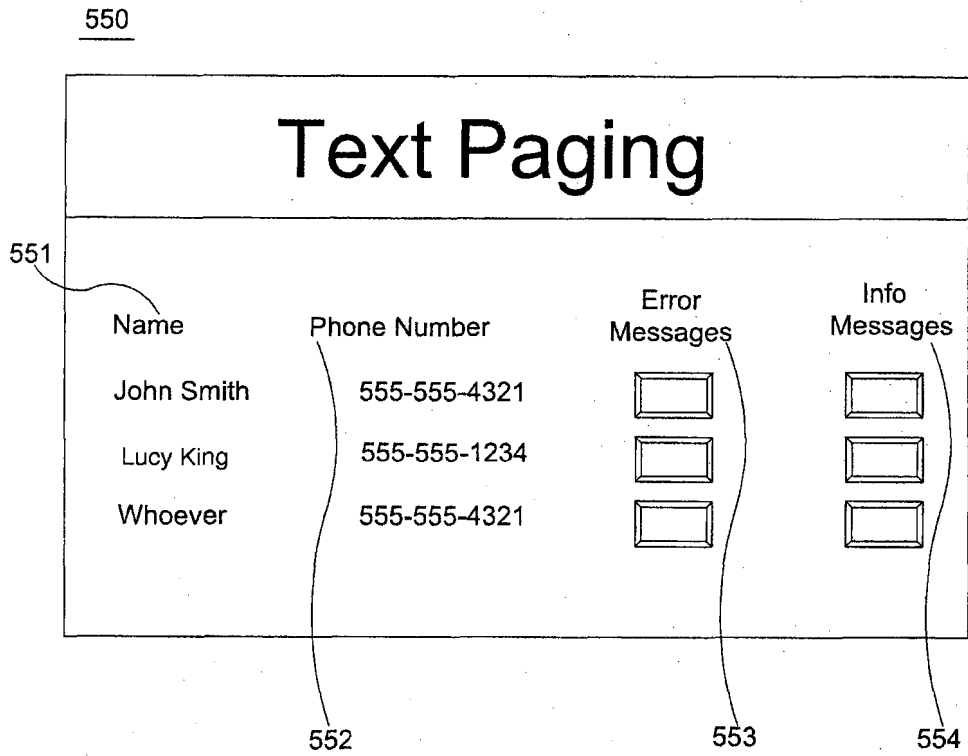 550
Text Paging
551
Name Phone Number Error Messages Info Messages
John Smith 555-555-4321
Lucy King 555-555-1234
Whoever 555-555-4321
552 553 554